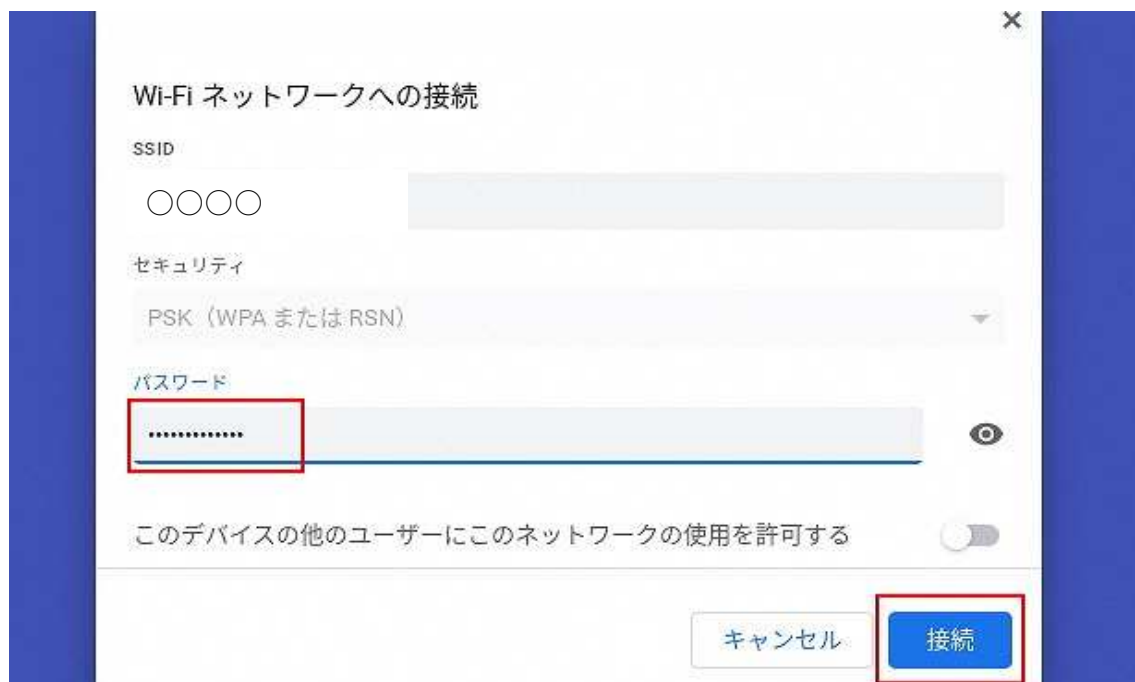 ×
Wi-Fi ネットワークへの接続
SSID
○○○○
セキュリティ
PSK（WPA または RSN）
パスワード
•••••••••••••
このデバイスの他のユーザーにこのネットワークの使用を許可する
キャンセル
接続